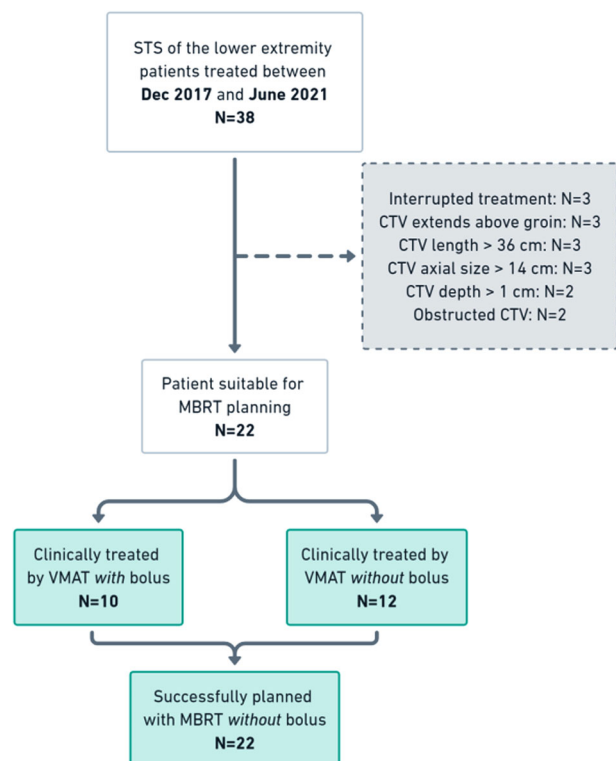 STS of the lower extremity
patients treated between
Dec 2017 and June 2021
N=38
Interrupted treatment: N=3
CTV extends above groin: N=3
CTV length > 36 cm: N=3
CTV axial size > 14 cm: N=3
CTV depth > 1 cm: N=2
Obstructed CTV: N=2
Patient suitable for
MBRT planning
N=22
Clinically treated
by VMAT with bolus
N=10
Clinically treated by
VMAT without bolus
N=12
Successfully planned
with MBRT without bolus
N=22